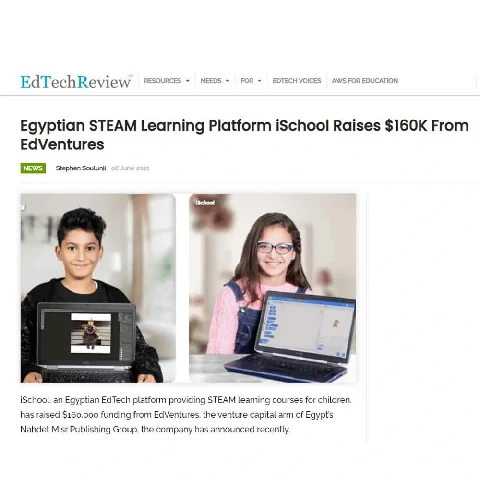 EdTechReview
RESOURCES NEEDS FOR EDTECH VOICES AWS FOR EDUCATION
Egyptian STEAM Learning Platform iSchool Raises $160K From
EdVentures
NEWS Stephen Soulunii 08 June 2021
iSchool
iSchool, an Egyptian EdTech platform providing STEAM learning courses for children,
has raised $160,000 funding from EdVentures, the venture capital arm of Egypt's
Nahdet Misr Publishing Group, the company has announced recently.